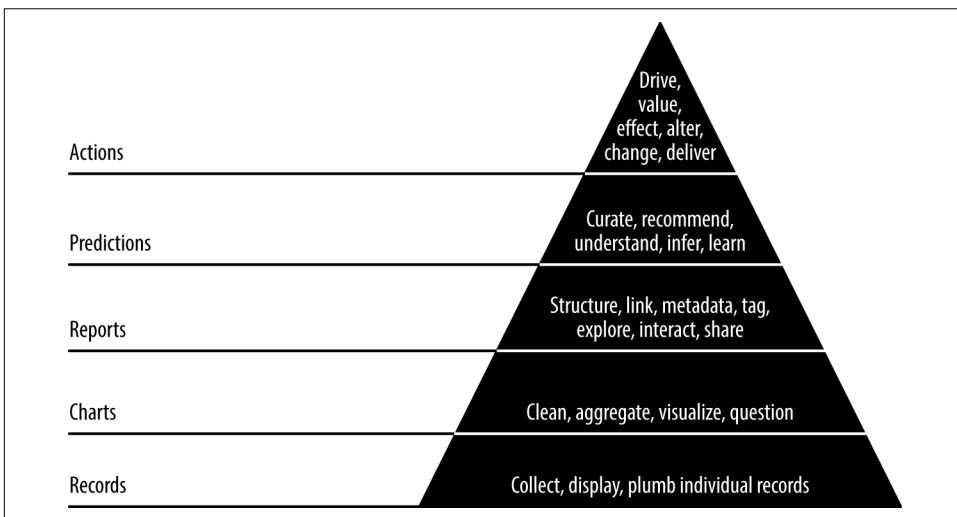 Drive,
value,
effect, alter,
Actions
change, deliver
Curate, recommend,
Predictions
understand, infer, learn
Structure, link, metadata, tag,
Reports
explore, interact, share
Charts
Clean, aggregate, visualize, question
Records
Collect, display, plumb individual records